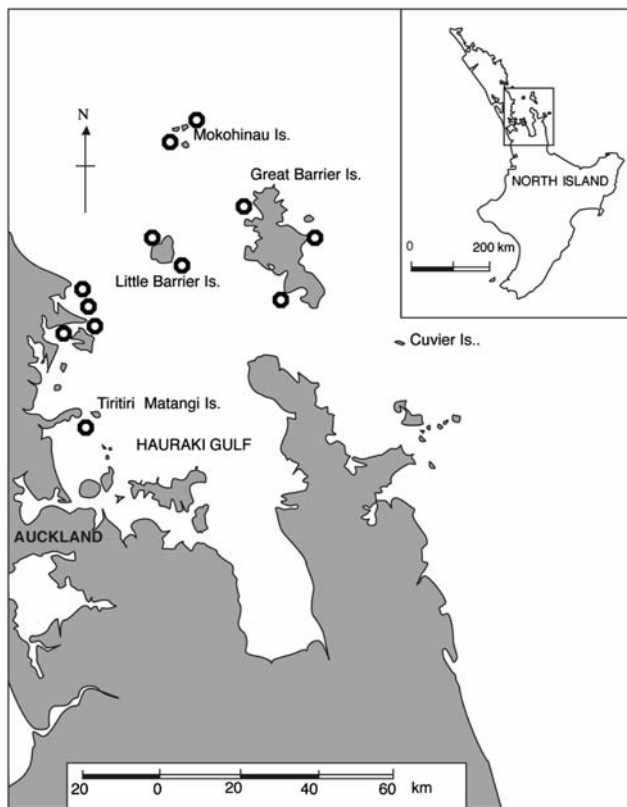 N
Mokohinau Is.
Great Barrier Is.
NORTH ISLAND
0 200 km
Little Barrier Is.
Cuvier Is..
Tiritiri Matangi Is.
HAURAKI GULF
AUCKLAND
20 0 20 40 60
km